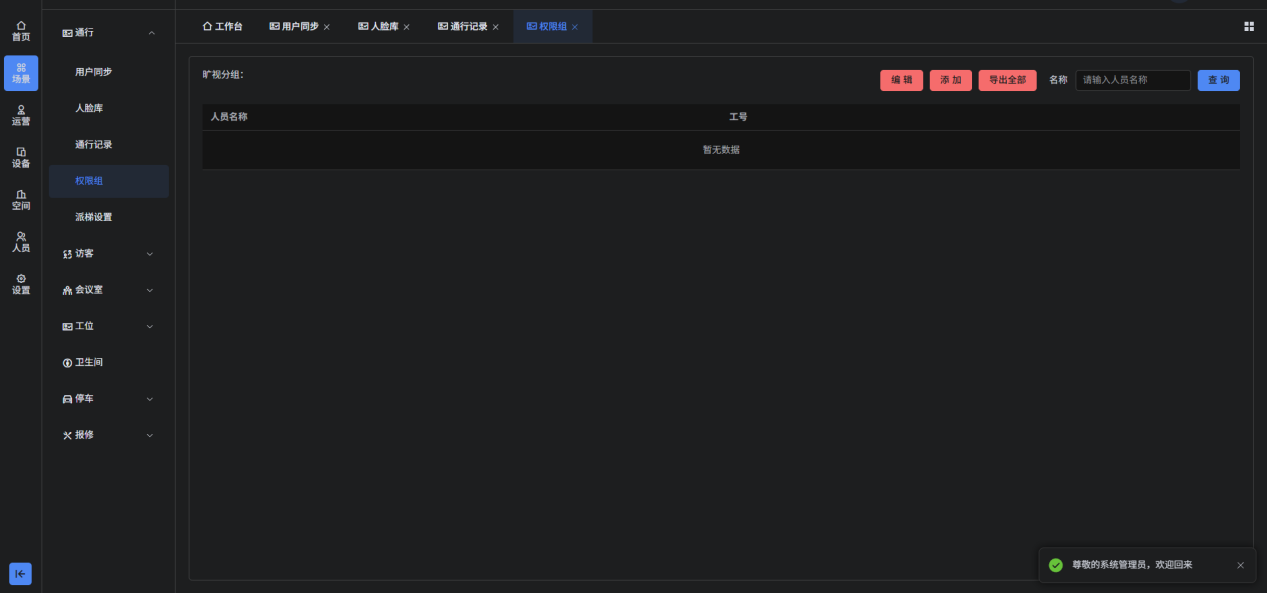 首页
场景
运营
设备
空间
人员
设置
通行
用户同步
人脸库
通行记录
权限组
派梯设置
访客
会议室
工位
卫生间
停车
报修
工作台 用户同步 人脸库 通行记录 权限组
旷视分组: 编辑 添加 导出全部 名称 请输入人员名称 查询
人员名称 工号
暂无数据
尊敬的系统管理员，欢迎回来